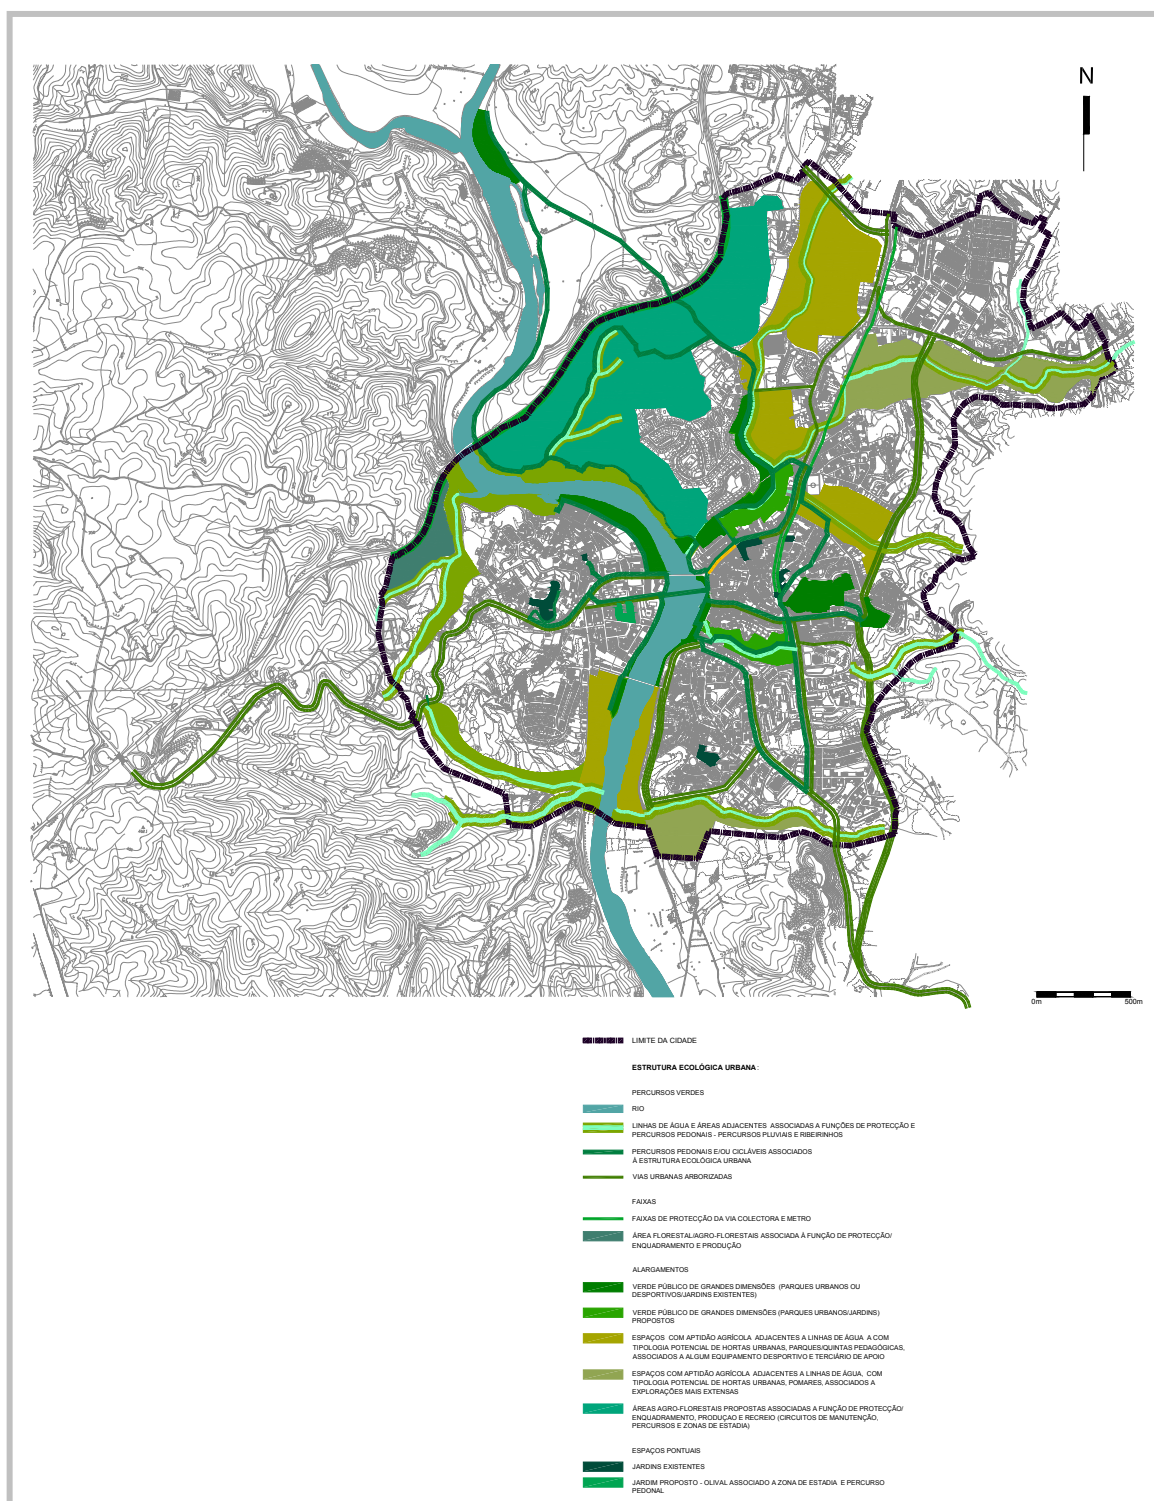 N
0m 500m
LIMITE DA CIDADE
ESTRUTURA ECOLÓGICA URBANA :
PERCURSOS VERDES
RIO
LINHAS DE ÁGUA E ÁREAS ADJACENTES ASSOCIADAS A FUNÇÕES DE PROTECÇÃO E
PERCURSOS PEDONAIS - PERCURSOS PLUVIAIS E RIBEIRINHOS
PERCURSOS PEDONAIS E/OU CICLÁVEIS ASSOCIADOS
À ESTRUTURA ECOLÓGICA URBANA
VIAS URBANAS ARBORIZADAS
FAIXAS
FAIXAS DE PROTECÇÃO DA VIA COLECTORA E METRO
ÁREA FLORESTAL/AGRO-FLORESTAIS ASSOCIADA À FUNÇÃO DE PROTECÇÃO/
ENQUADRAMENTO E PRODUÇÃO
ALARGAMENTOS
VERDE PÚBLICO DE GRANDES DIMENSÕES (PARQUES URBANOS OU
DESPORTIVOS/JARDINS EXISTENTES)
VERDE PÚBLICO DE GRANDES DIMENSÕES (PARQUES URBANOS/JARDINS)
PROPOSTOS
ESPAÇOS COM APTIDÃO AGRÍCOLA ADJACENTES A LINHAS DE ÁGUA A COM
TIPOLOGIA POTENCIAL DE HORTAS URBANAS, PARQUES/QUINTAS PEDAGÓGICAS,
ASSOCIADOS A ALGUM EQUIPAMENTO DESPORTIVO E TERCIÁRIO DE APOIO
ESPAÇOS COM APTIDÃO AGRÍCOLA ADJACENTES A LINHAS DE ÁGUA, COM
TIPOLOGIA POTENCIAL DE HORTAS URBANAS, POMARES, ASSOCIADOS A
EXPLORAÇÕES MAIS EXTENSAS
ÁREAS AGRO-FLORESTAIS PROPOSTAS ASSOCIADAS A FUNÇÃO DE PROTECÇÃO/
ENQUADRAMENTO, PRODUÇAO E RECREIO (CIRCUITOS DE MANUTENÇÃO,
PERCURSOS E ZONAS DE ESTADIA)
ESPAÇOS PONTUAIS
JARDINS EXISTENTES
JARDIM PROPOSTO - OLIVAL ASSOCIADO A ZONA DE ESTADIA E PERCURSO
PEDONAL